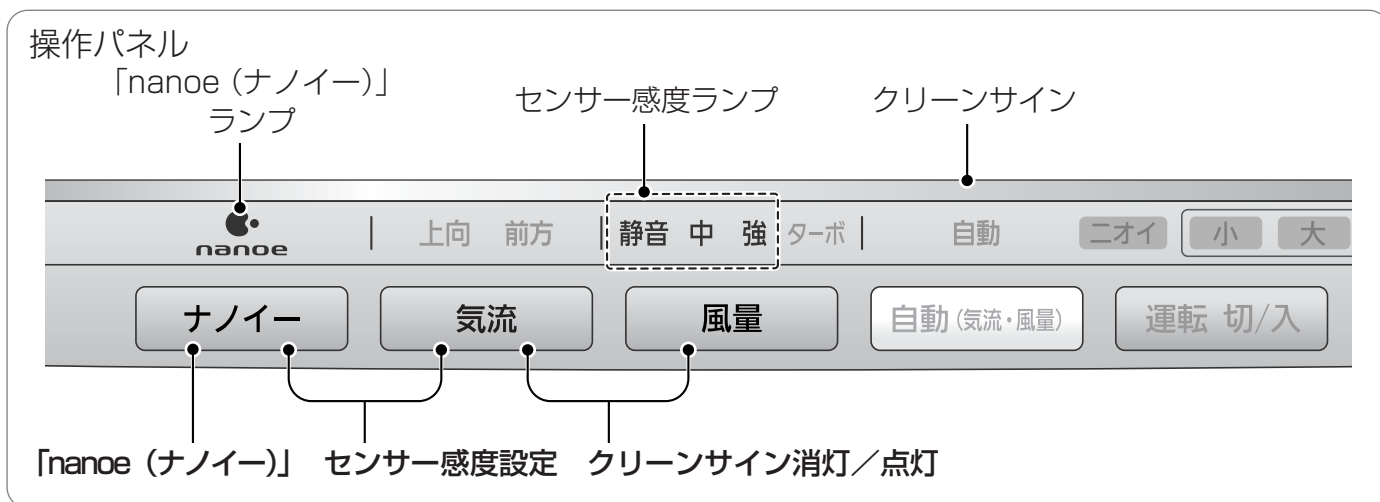 操作パネル
「nanoe（ナノイー）」
ランプ
センサー感度ランプ
クリーンサイン
nanoe
上向 前方
静音 中 強 ターボ
自動
ニオイ 小 大
ナノイー
気流
風量
自動（気流・風量）
運転 切/入
「nanoe（ナノイー）」 センサー感度設定 クリーンサイン消灯／点灯